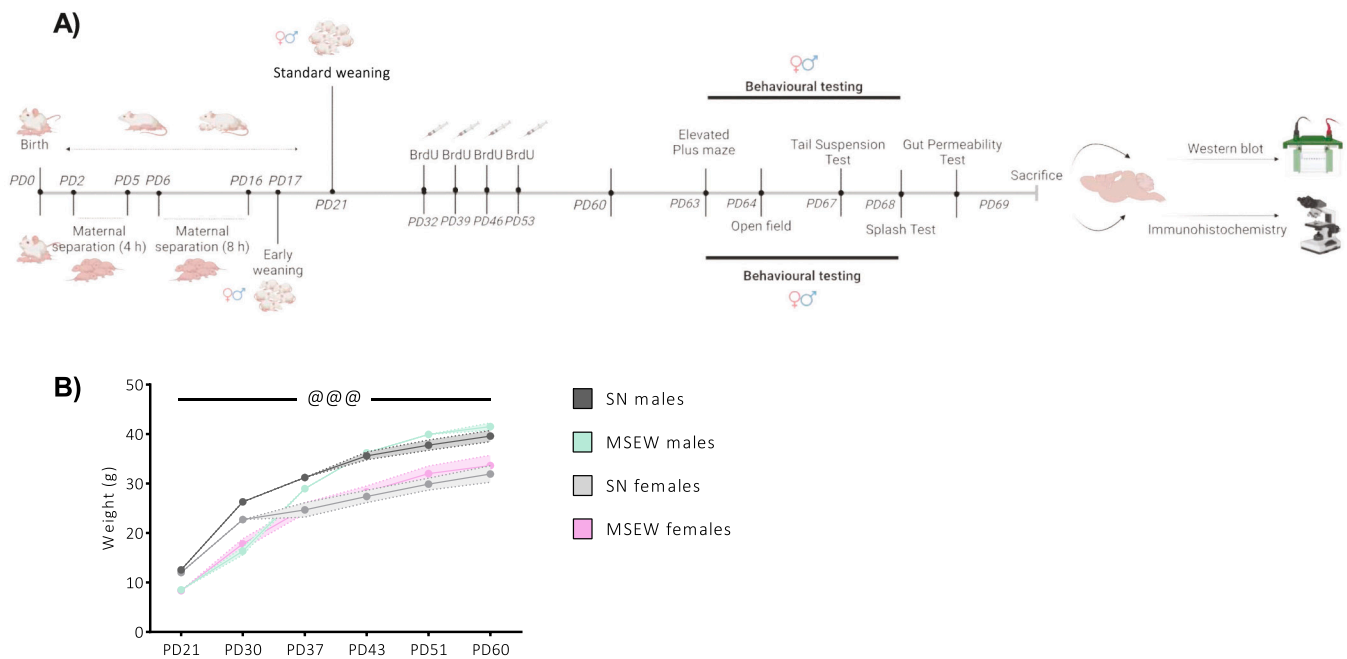 A)
Standard weaning
Behavioural testing
Birth
BrdU BrdU BrdU BrdU
Elevated
Plus maze
Tail Suspension
Test
Gut Permeability
Test
Sacrifice
Western blot
PD0 PD2 PD5 PD6 PD16 PD17
PD21
PD32 PD39 PD46 PD53
PD60 PD63 PD64 PD67 PD68 PD69
Maternal
separation (4 h)
Maternal
separation (8 h)
Early
weaning
Open field
Splash Test
Immunohistochemistry
Behavioural testing
B)
@@@
Weight (g)
50
40
30
20
10
0
PD21 PD30 PD37 PD43 PD51 PD60
SN males
MSEW males
SN females
MSEW females